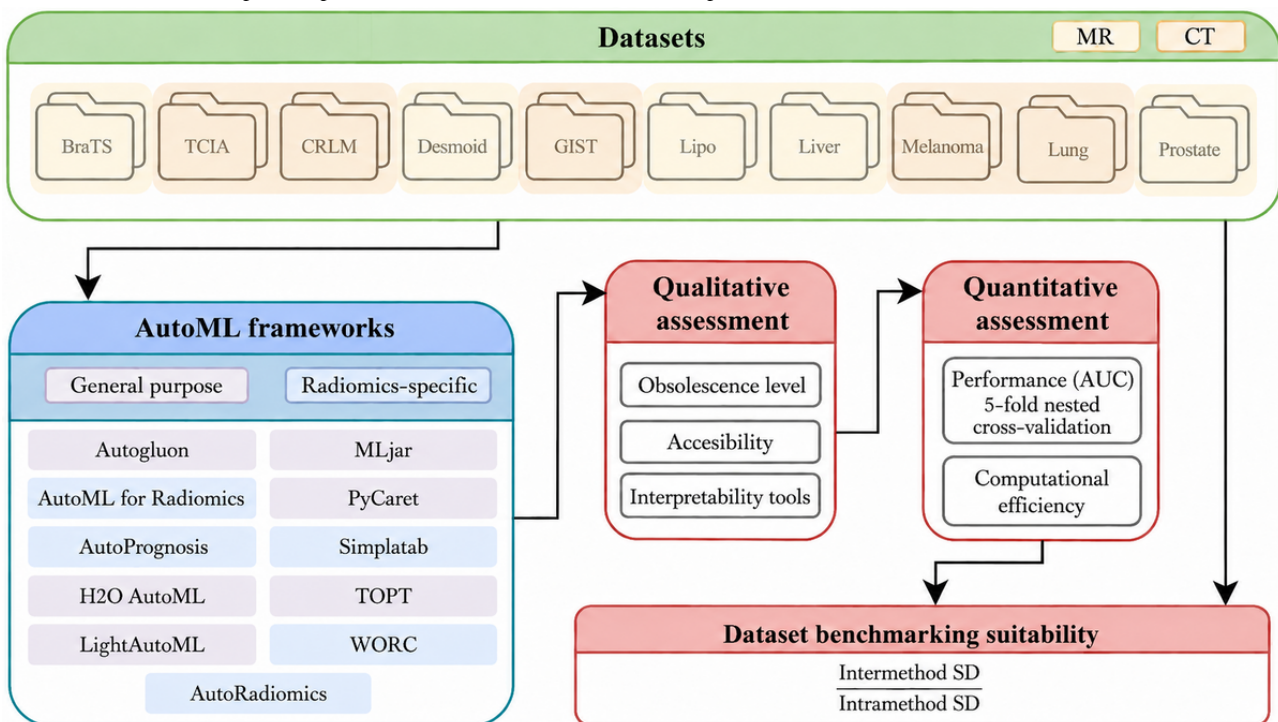 Datasets
MR
CT
BraTS
TCIA
CRLM
Desmoid
GIST
Lipo
Liver
Melanoma
Lung
Prostate
AutoML frameworks
General purpose
Radiomics-specific
Autogluon
MLjar
AutoML for Radiomics
PyCaret
AutoPrognosis
Simplatab
H2O AutoML
TOPT
LightAutoML
WORC
AutoRadiomics
Qualitative
assessment
Obsolescence level
Accesibility
Interpretability tools
Quantitative
assessment
Performance (AUC)
5-fold nested
cross-validation
Computational
efficiency
Dataset benchmarking suitability
Intermethod SD
Intramethod SD